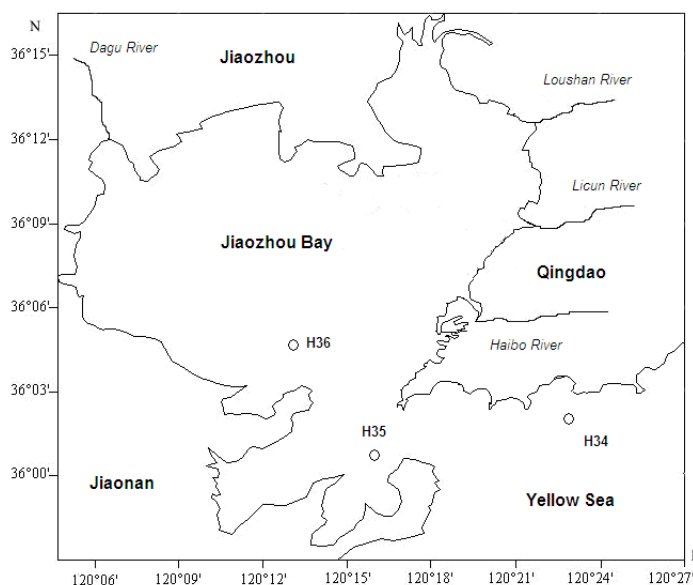 N
36°15'
Dagu River
Jiaozhou
Loushan River
36°12'
Licun River
36°09'
Jiaozhou Bay
Qingdao
36°06'
H36
Haibo River
36°03'
H35
H34
36°00'
Jiaonan
Yellow Sea
120°06' 120°09' 120°12' 120°15' 120°18' 120°21' 120°24' 120°27'